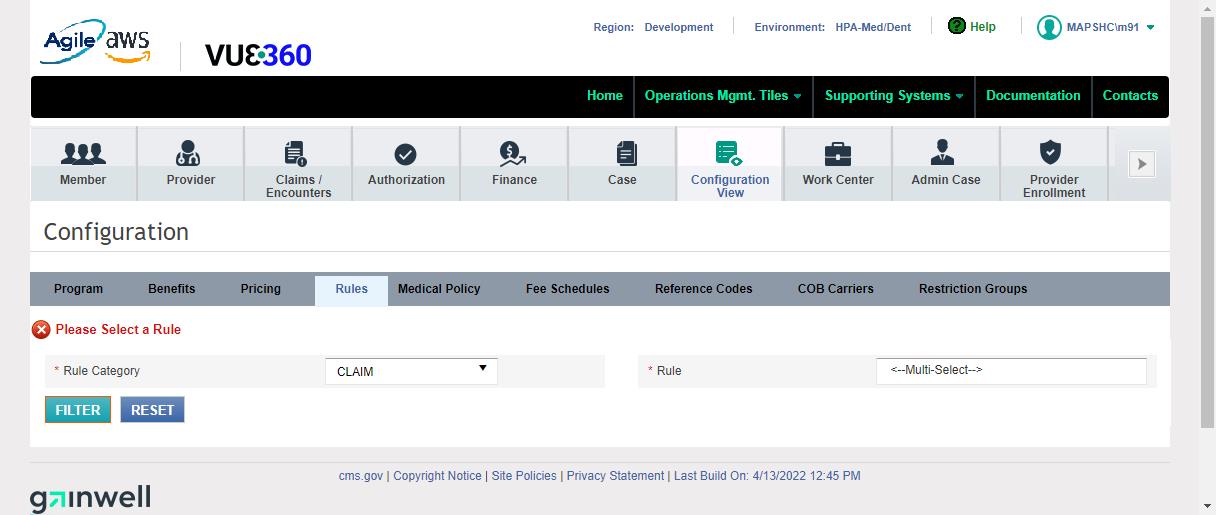 Agile aws
VUE360
Region: Development
Environment: HPA-Med/Dent
? Help
MAPSHC\m91
Home
Operations Mgmt. Tiles
Supporting Systems
Documentation
Contacts
Member
Provider
Claims /
Encounters
Authorization
Finance
Case
Configuration
View
Work Center
Admin Case
Provider
Enrollment
Configuration
Program
Benefits
Pricing
Rules
Medical Policy
Fee Schedules
Reference Codes
COB Carriers
Restriction Groups
Please Select a Rule
* Rule Category
CLAIM
* Rule
<--Multi-Select-->
FILTER
RESET
cms.gov | Copyright Notice | Site Policies | Privacy Statement | Last Build On: 4/13/2022 12:45 PM
gainwell